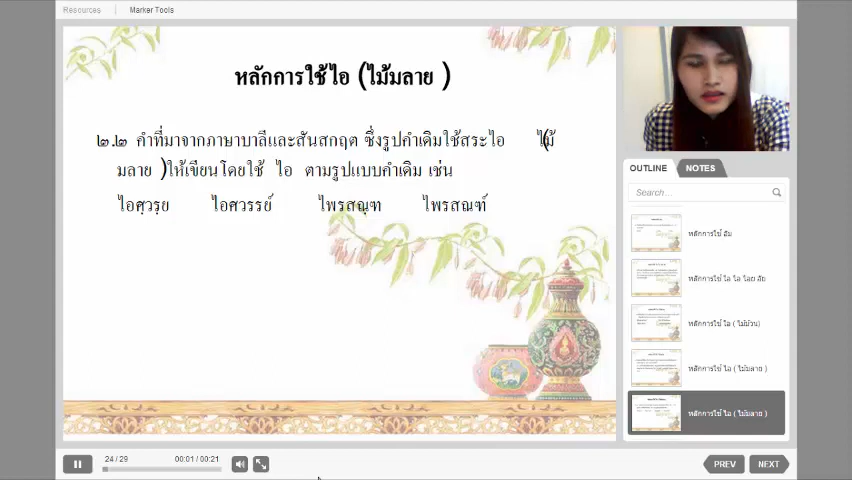 Resources
Marker Tools
หลักการใช้ไอ (ไม้มลาย )
๒.๒ คำที่มาจากภาษาบาลีและสันสกฤต ซึ่งรูปคำเดิมใช้สระไอ (ไม้
มลาย )ให้เขียนโดยใช้ ไอ ตามรูปแบบคำเดิม เช่น
ไอศฺวรฺย ไอศวรรย์ ไพรสณฺฑ ไพรสณฑ์
OUTLINE
NOTES
Search...
หลักการใช้ อัม
หลักการใช้ ไอ ใอ ไอย อัย
หลักการใช้ ใอ ( ไม้ม้วน)
หลักการใช้ ไอ ( ไม้มลาย )
หลักการใช้ ไอ ( ไม้มลาย )
24 / 29
00:01 / 00:21
PREV
NEXT